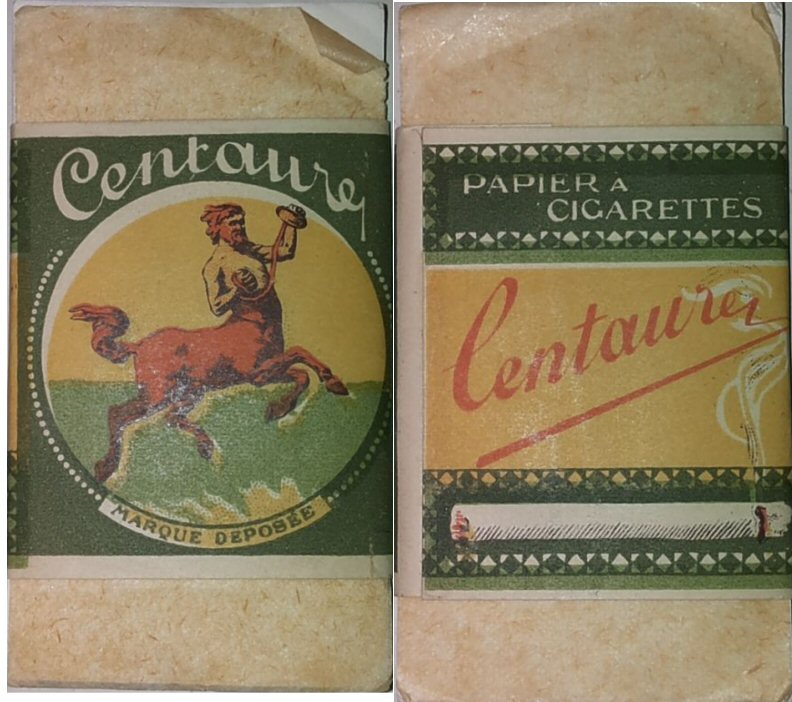 Centaure
MARQUE DEPOSÉE
PAPIER A
CIGARETTES
Centaure